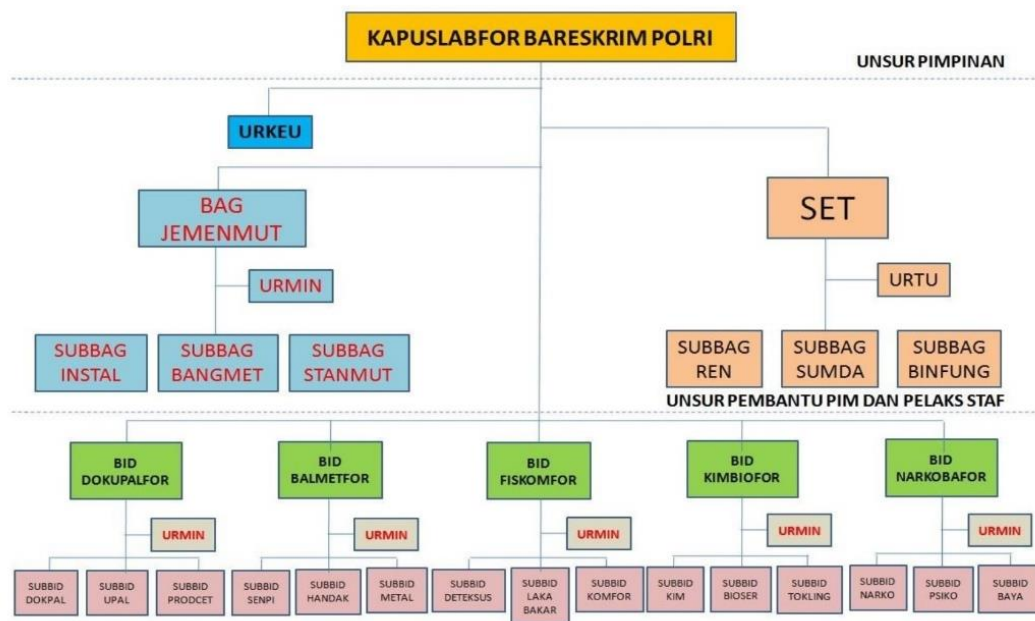 KAPUSLABFOR BARESKRIM POLRI
UNSUR PIMPINAN
URKEU
BAG
JEMENMUT
SET
URMIN
URTU
SUBBAG
INSTAL
SUBBAG
BANGMET
SUBBAG
STANMUT
SUBBAG
REN
SUBBAG
SUMDA
SUBBAG
BINFUNG
UNSUR PEMBANTU PIM DAN PELAKS STAF
BID
DOKUPALFOR
BID
BALMETFOR
BID
FISKOMFOR
BID
KIMBIOFOR
BID
NARKOBAFOR
URMIN
URMIN
URMIN
URMIN
URMIN
SUBBID
DOKPAL
SUBBID
UPAL
SUBBID
PRODCET
SUBBID
SENPI
SUBBID
HANDAK
SUBBID
METAL
SUBBID
DETEKSUS
SUBBID
LAKA
BAKAR
SUBBID
KOMFOR
SUBBID
KIM
SUBBID
BIOSER
SUBBID
TOKLING
SUBBID
NARKO
SUBBID
PSIKO
SUBBID
BAYA